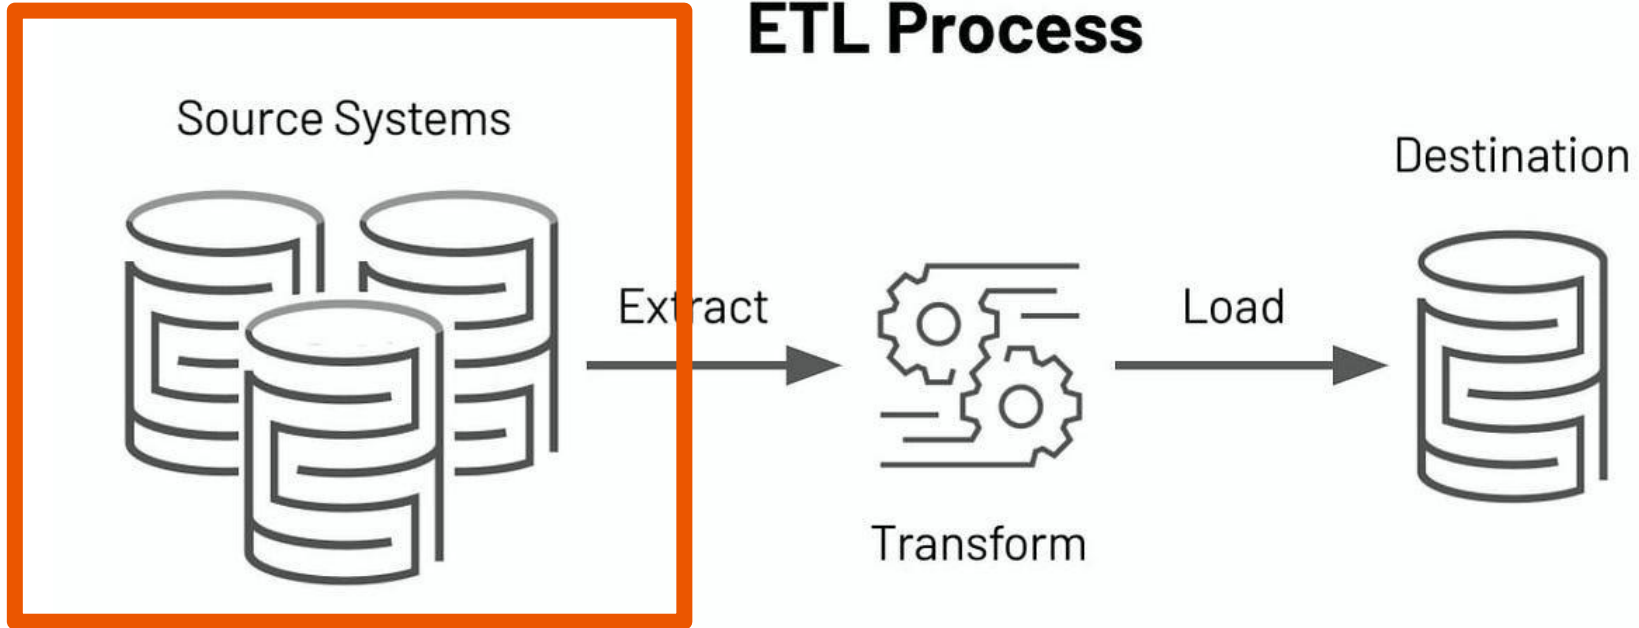 ETL Process
Source Systems
Destination
Extract
Load
Transform